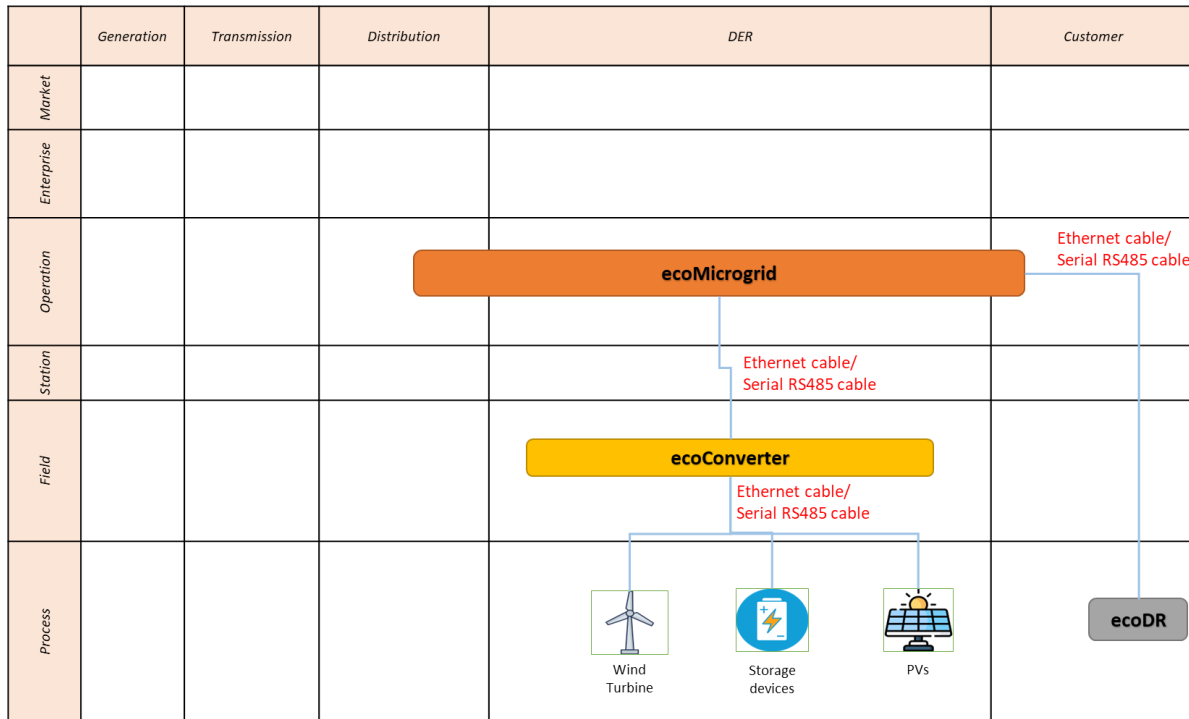 Generation
Transmission
Distribution
DER
Customer
Market
Enterprise
Operation
ecoMicrogrid
Ethernet cable/
Serial RS485 cable
Station
Ethernet cable/
Serial RS485 cable
Field
ecoConverter
Ethernet cable/
Serial RS485 cable
Process
ecoDR
Wind
Turbine
Storage
devices
PVs